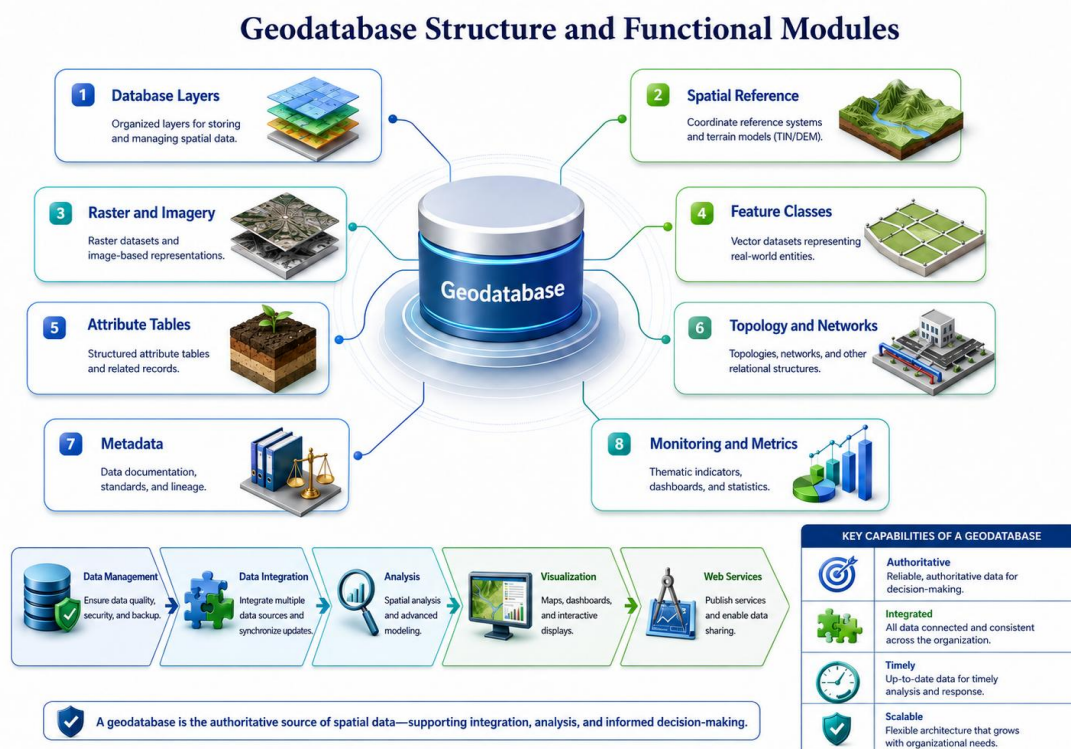 Geodatabase Structure and Functional Modules
1 Database Layers
Organized layers for storing
and managing spatial data.
2 Spatial Reference
Coordinate reference systems
and terrain models (TIN/DEM).
3 Raster and Imagery
Raster datasets and
image-based representations.
4 Feature Classes
Vector datasets representing
real-world entities.
Geodatabase
5 Attribute Tables
Structured attribute tables
and related records.
6 Topology and Networks
Topologies, networks, and other
relational structures.
7 Metadata
Data documentation,
standards, and lineage.
8 Monitoring and Metrics
Thematic indicators,
dashboards, and statistics.
Data Management
Ensure data quality,
security, and backup.
Data Integration
Integrate multiple
data sources and
synchronize updates.
Analysis
Spatial analysis
and advanced
modeling.
Visualization
Maps, dashboards,
and interactive
displays.
Web Services
Publish services
and enable data
sharing.
KEY CAPABILITIES OF A GEODATABASE
Authoritative
Reliable, authoritative data for
decision-making.
Integrated
All data connected and consistent
across the organization.
Timely
Up-to-date data for timely
analysis and response.
Scalable
Flexible architecture that grows
with organizational needs.
A geodatabase is the authoritative source of spatial data—supporting integration, analysis, and informed decision-making.